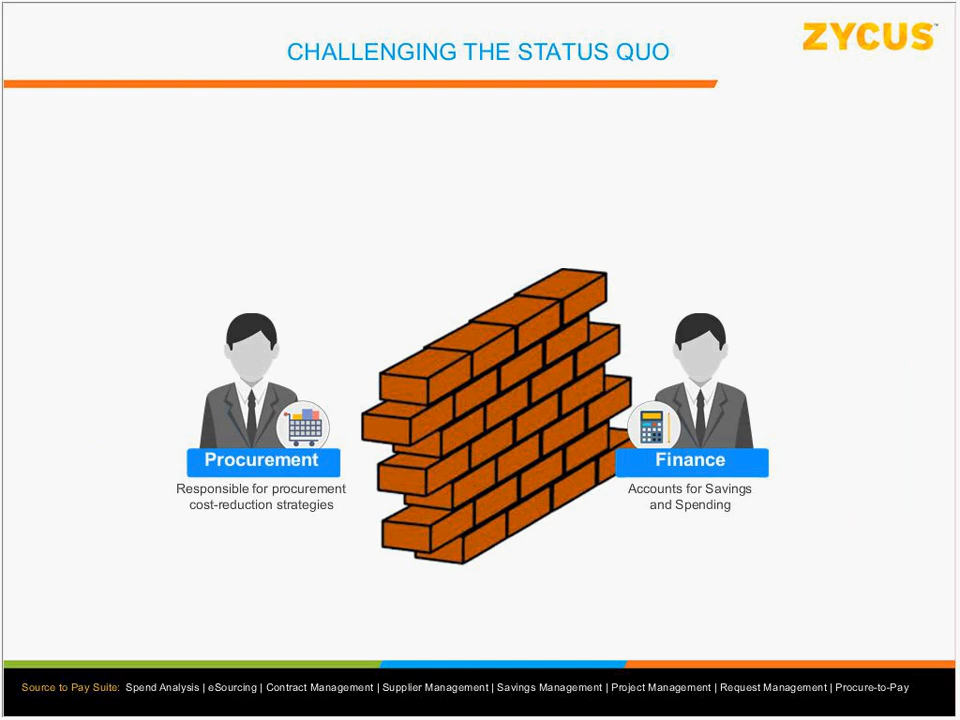 CHALLENGING THE STATUS QUO
ZYCUS™
Procurement
Responsible for procurement
cost-reduction strategies
Finance
Accounts for Savings
and Spending
Source to Pay Suite: Spend Analysis | eSourcing | Contract Management | Supplier Management | Savings Management | Project Management | Request Management | Procure-to-Pay